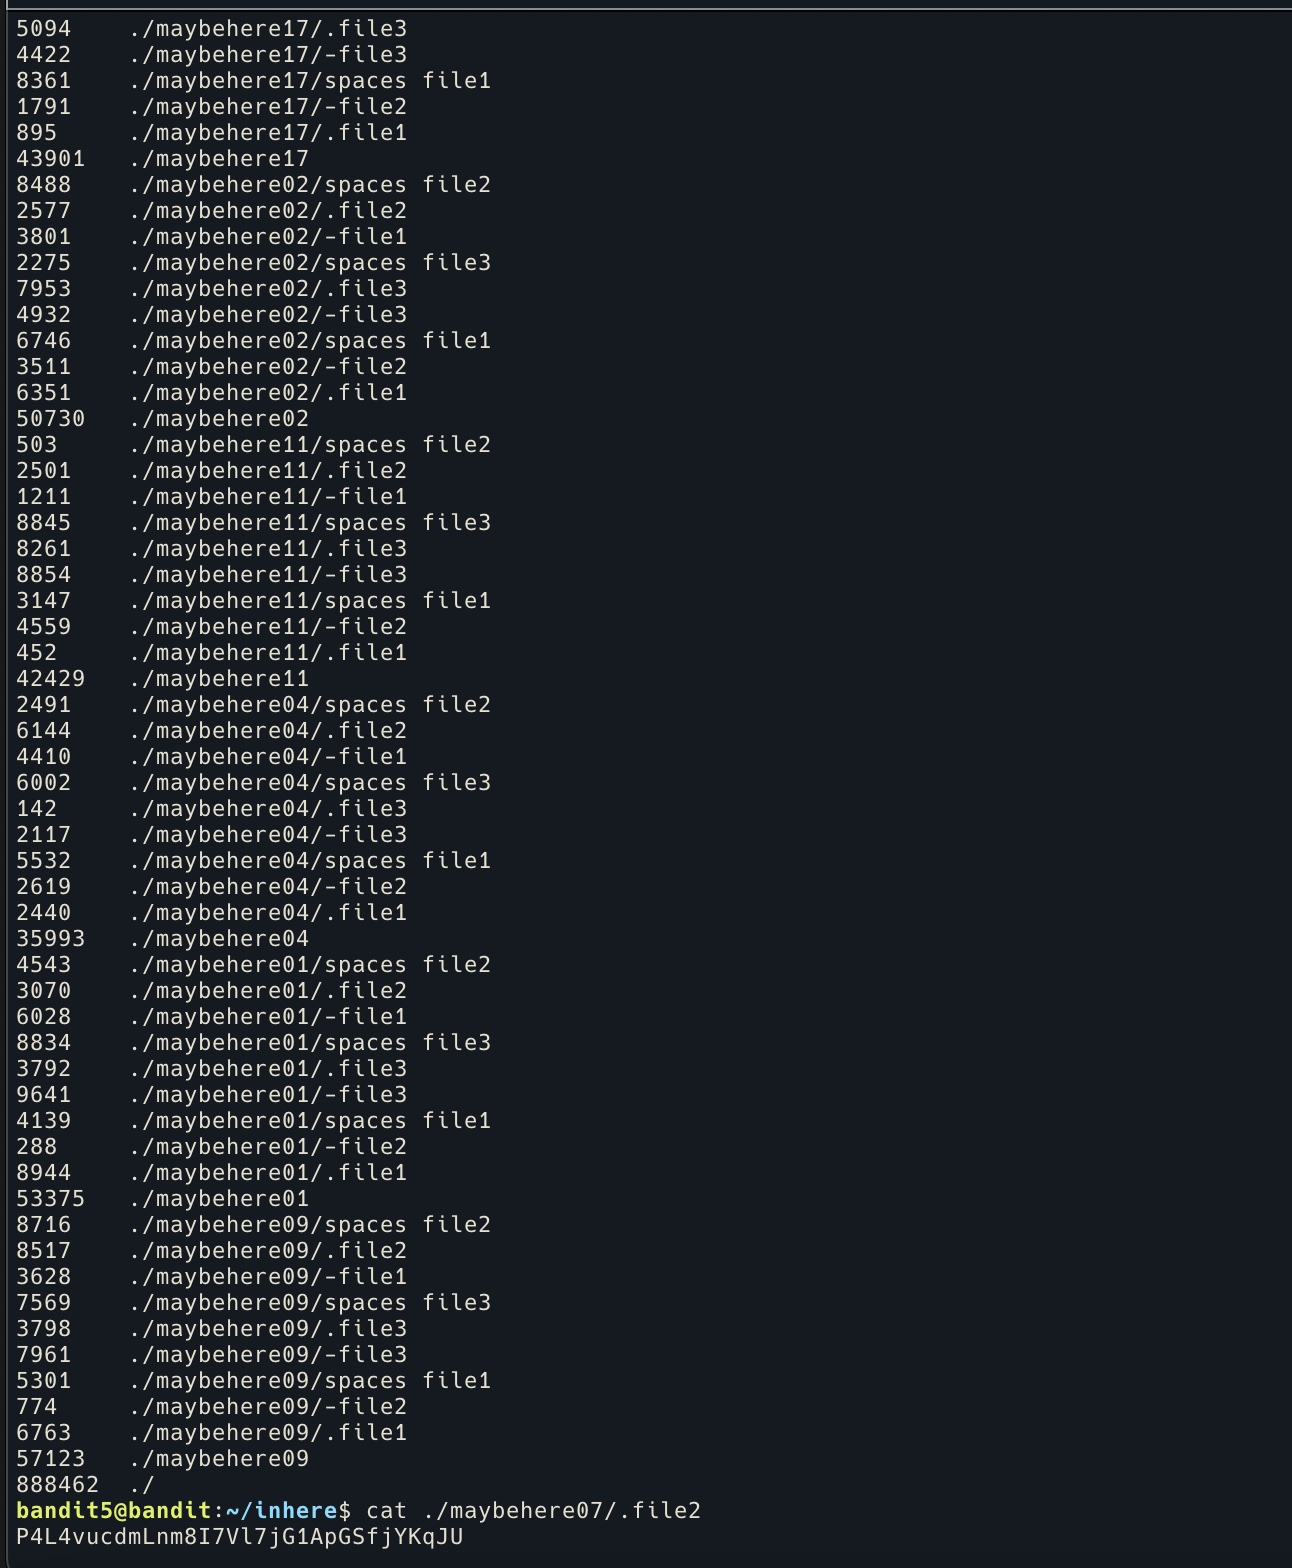 5094    ./maybehere17/.file3
4422    ./maybehere17/-file3
8361    ./maybehere17/spaces file1
1791    ./maybehere17/-file2
895     ./maybehere17/.file1
43901   ./maybehere17
8488    ./maybehere02/spaces file2
2577    ./maybehere02/.file2
3801    ./maybehere02/-file1
2275    ./maybehere02/spaces file3
7953    ./maybehere02/.file3
4932    ./maybehere02/-file3
6746    ./maybehere02/spaces file1
3511    ./maybehere02/-file2
6351    ./maybehere02/.file1
50730   ./maybehere02
503     ./maybehere11/spaces file2
2501    ./maybehere11/.file2
1211    ./maybehere11/-file1
8845    ./maybehere11/spaces file3
8261    ./maybehere11/.file3
8854    ./maybehere11/-file3
3147    ./maybehere11/spaces file1
4559    ./maybehere11/-file2
452     ./maybehere11/.file1
42429   ./maybehere11
2491    ./maybehere04/spaces file2
6144    ./maybehere04/.file2
4410    ./maybehere04/-file1
6002    ./maybehere04/spaces file3
142     ./maybehere04/.file3
2117    ./maybehere04/-file3
5532    ./maybehere04/spaces file1
2619    ./maybehere04/-file2
2440    ./maybehere04/.file1
35993   ./maybehere04
4543    ./maybehere01/spaces file2
3070    ./maybehere01/.file2
6028    ./maybehere01/-file1
8834    ./maybehere01/spaces file3
3792    ./maybehere01/.file3
9641    ./maybehere01/-file3
4139    ./maybehere01/spaces file1
288     ./maybehere01/-file2
8944    ./maybehere01/.file1
53375   ./maybehere01
8716    ./maybehere09/spaces file2
8517    ./maybehere09/.file2
3628    ./maybehere09/-file1
7569    ./maybehere09/spaces file3
3798    ./maybehere09/.file3
7961    ./maybehere09/-file3
5301    ./maybehere09/spaces file1
774     ./maybehere09/-file2
6763    ./maybehere09/.file1
57123   ./maybehere09
888462  ./
bandit5@bandit:~/inhere$ cat ./maybehere07/.file2
P4L4vucdmLnm8I7Vl7jG1ApGSfjYKqJU